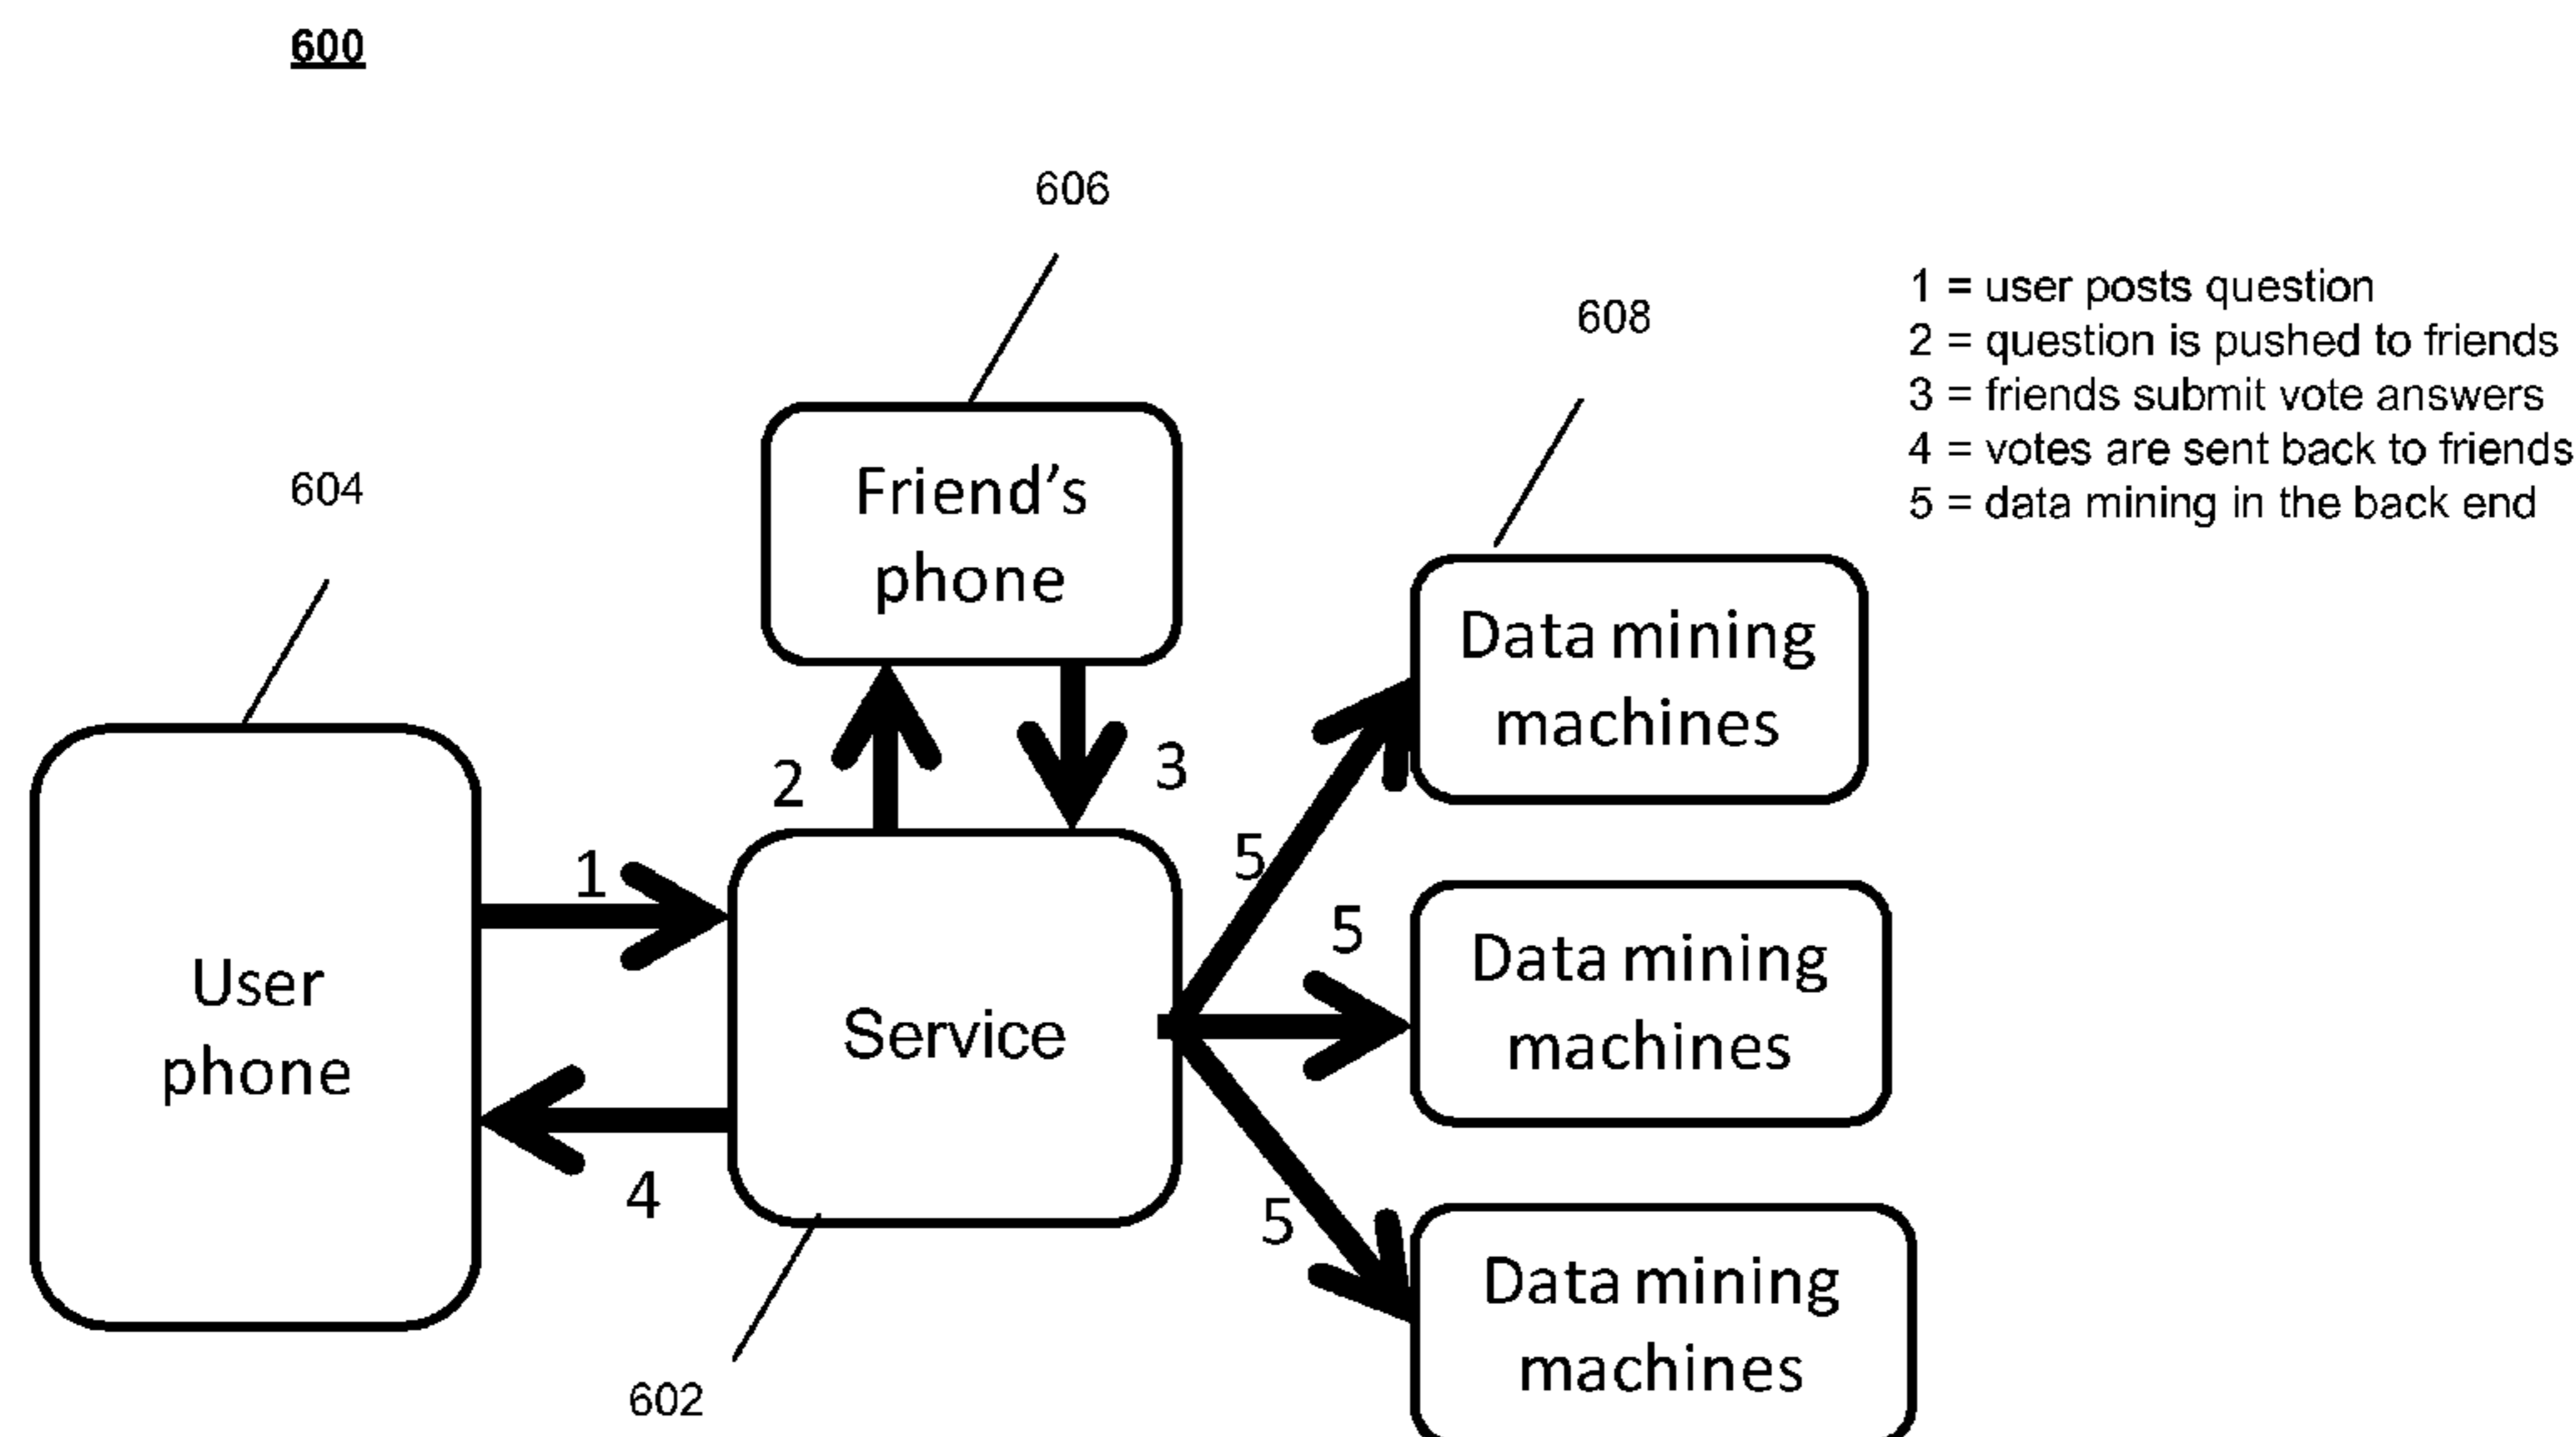 600
606
608
1 = user posts question
2 = question is pushed to friends
3 = friends submit vote answers
4 = votes are sent back to friends
5 = data mining in the back end
604
Friend's
phone
Data mining
machines
2
3
1
5
5
User
phone
Service
Data mining
machines
4
5
Data mining
machines
602